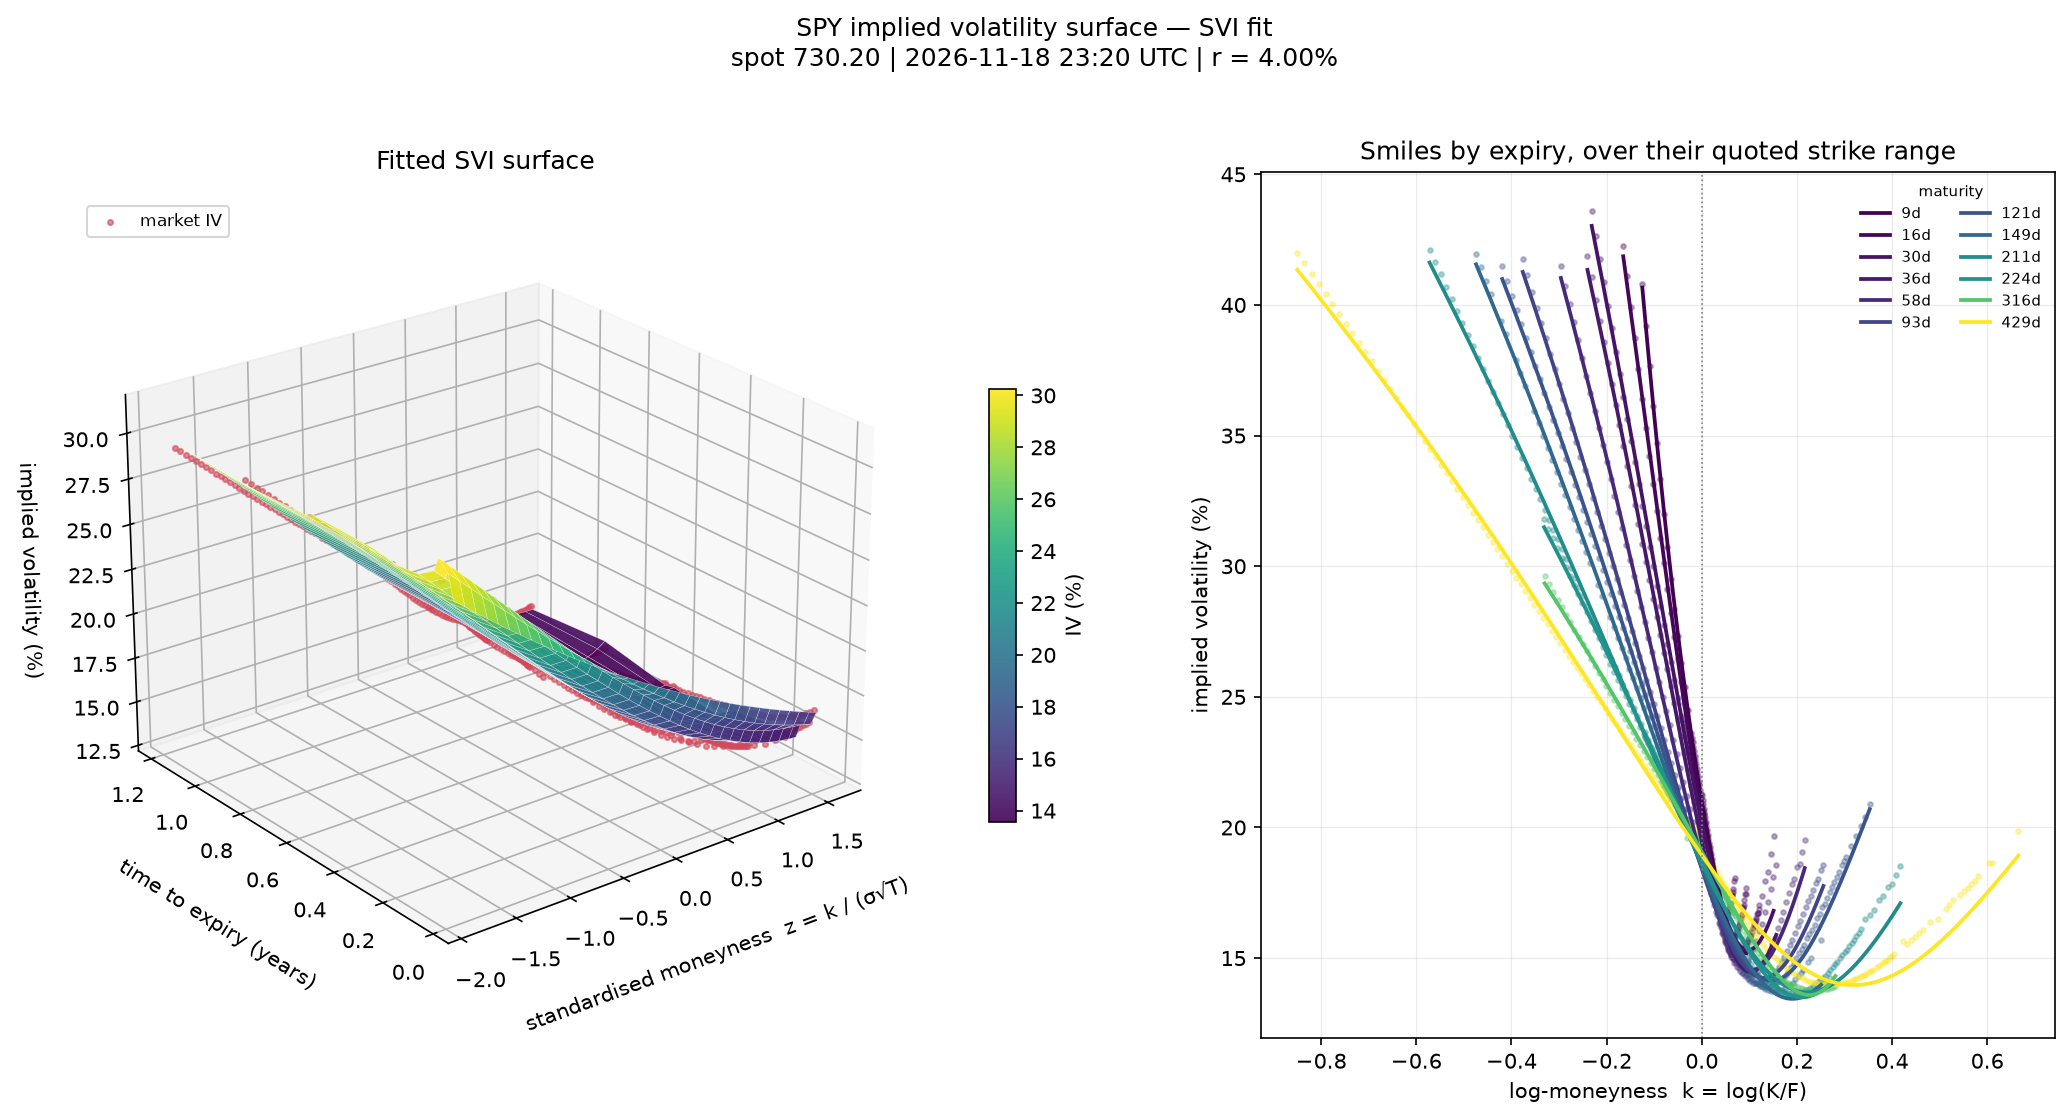 SPY implied volatility surface — SVI fit
spot 730.20 | 2026-11-18 23:20 UTC | r = 4.00%
Fitted SVI surface
market IV
implied volatility (%)
30.0
27.5
25.0
22.5
20.0
17.5
15.0
12.5
time to expiry (years)
1.2
1.0
0.8
0.6
0.4
0.2
0.0
standardised moneyness z = k / (σ√T)
−2.0
−1.5
−1.0
−0.5
0.0
0.5
1.0
1.5
IV (%)
30
28
26
24
22
20
18
16
14
Smiles by expiry, over their quoted strike range
implied volatility (%)
45
40
35
30
25
20
15
maturity
9d 121d
16d 149d
30d 211d
36d 224d
58d 316d
93d 429d
−0.8 −0.6 −0.4 −0.2 0.0 0.2 0.4 0.6
log-moneyness k = log(K/F)